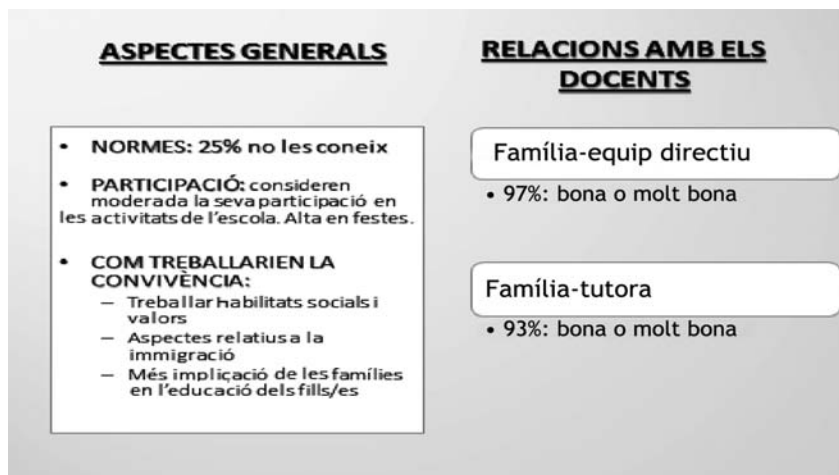 ASPECTES GENERALS
• NORMES: 25% no les coneix
• PARTICIPACIÓ: consideren
moderada la seva participació en
les activitats de l'escola. Alta en festes.
• COM TREBALLARIEN LA
CONVIVÈNCIA:
– Treballar habilitats socials i
valors
– Aspectes relatius a la
immigració
– Més implicació de les famílies
en l'educació dels fills/es
RELACIONS AMB ELS
DOCENTS
Família-equip directiu
• 97%: bona o molt bona
Família-tutora
• 93%: bona o molt bona